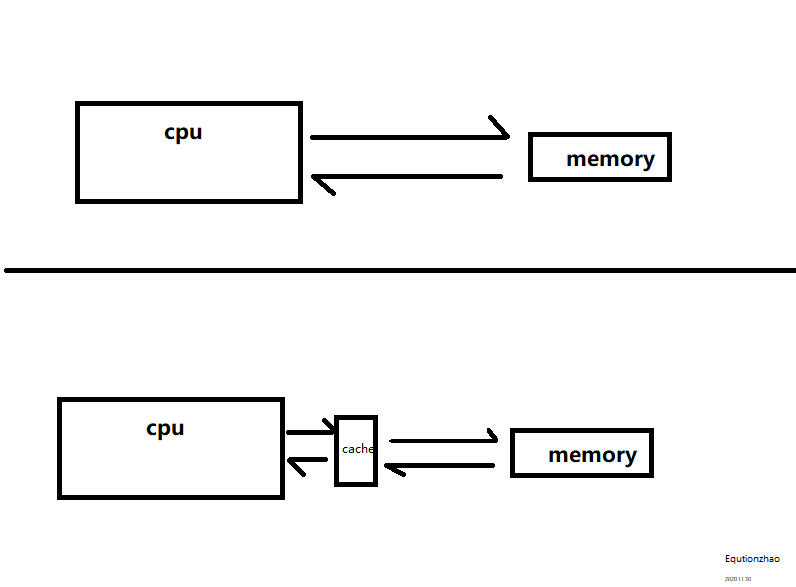 cpu
memory
cpu
cache
memory
Equtionzhao
2020 11 30